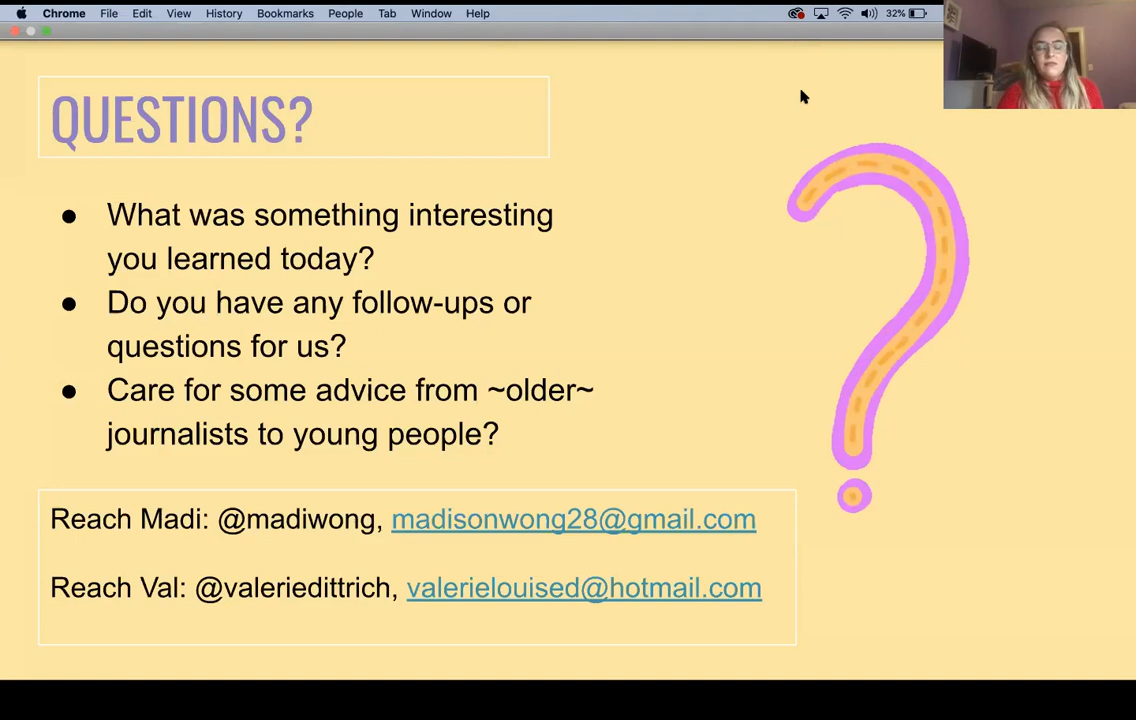 Chrome File Edit View History Bookmarks People Tab Window Help 32%
QUESTIONS?
● What was something interesting
you learned today?
● Do you have any follow-ups or
questions for us?
● Care for some advice from ~older~
journalists to young people?
Reach Madi: @madiwong, madisonwong28@gmail.com
Reach Val: @valeriedittrich, valerielouised@hotmail.com